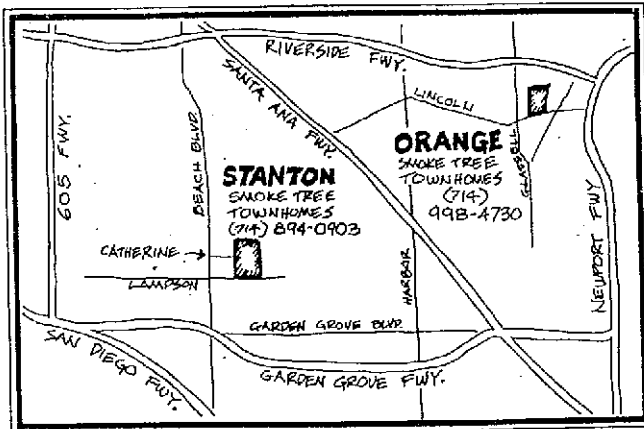 RIVERSIDE FWY.
SANTA ANA FWY.
LINCOLN
605 FWY.
BEACH BLVD.
ORANGE
SMOKE TREE
TOWNHOMES
(714)
998-4730
GLASSELL
STANTON
SMOKE TREE
TOWNHOMES
(714) 894-0903
NEWPORT FWY
CATHERINE
LAMPSON
HARBOR
GARDEN GROVE BLVD.
SAN DIEGO FWY.
GARDEN GROVE FWY.